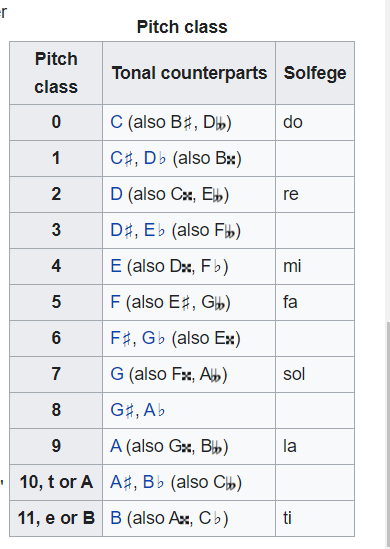 er
Pitch class
Pitch class Tonal counterparts Solfege
0 C (also B♯, D𝄫) do
1 C♯, D♭ (also B𝄪)
2 D (also C𝄪, E𝄫) re
3 D♯, E♭ (also F𝄫)
4 E (also D𝄪, F♭) mi
5 F (also E♯, G𝄫) fa
6 F♯, G♭ (also E𝄪)
7 G (also F𝄪, A𝄫) sol
8 G♯, A♭
9 A (also G𝄪, B𝄫) la
10, t or A A♯, B♭ (also C𝄫)
11, e or B B (also A𝄪, C♭) ti